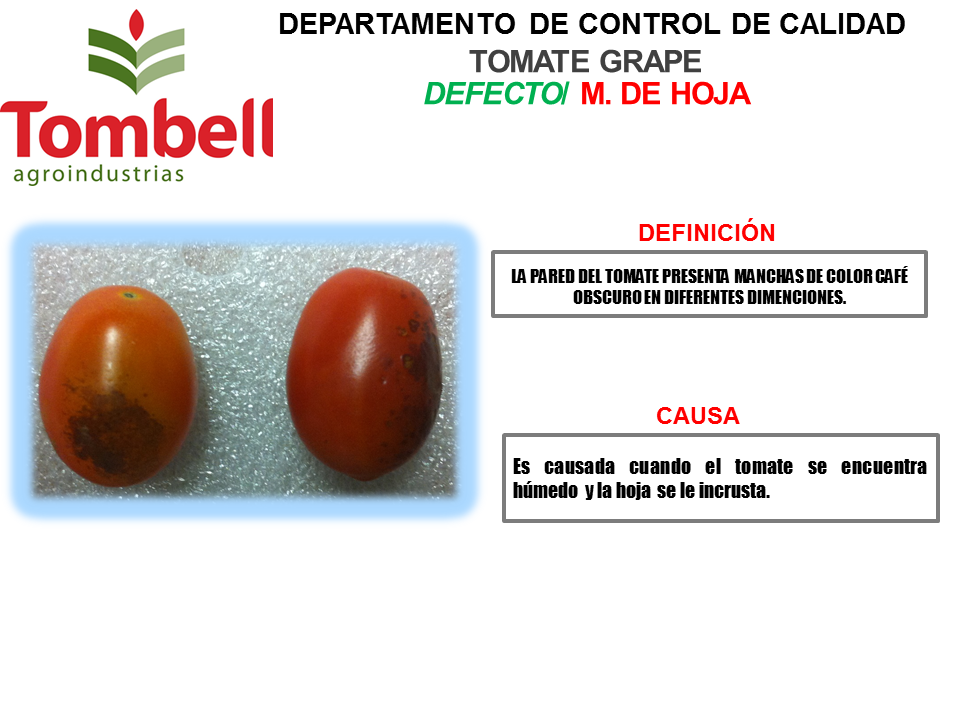 DEPARTAMENTO DE CONTROL DE CALIDAD
TOMATE GRAPE
DEFECTO/ M. DE HOJA
Tombell
agroindustrias
DEFINICIÓN
LA PARED DEL TOMATE PRESENTA MANCHAS DE COLOR CAFÉ
OBSCURO EN DIFERENTES DIMENCIONES.
CAUSA
Es causada cuando el tomate se encuentra
húmedo y la hoja se le incrusta.